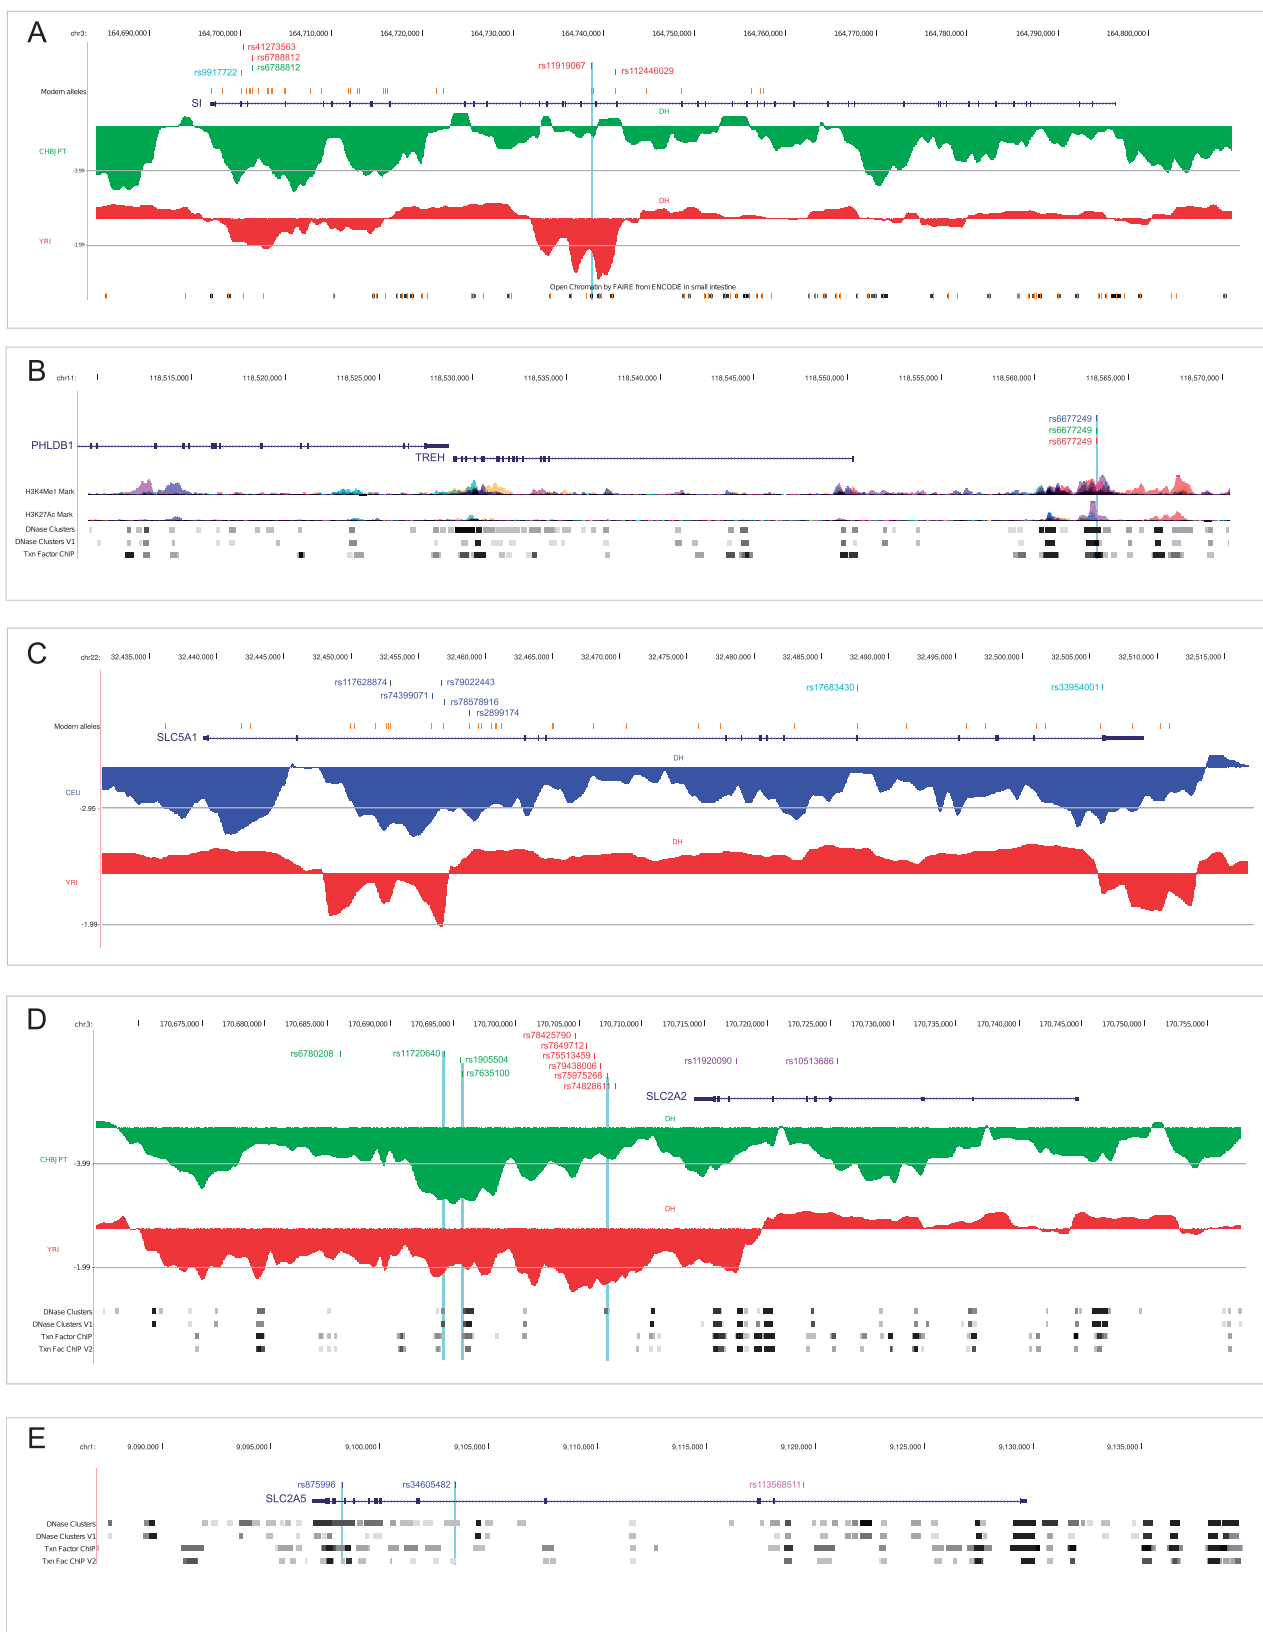 A
chr3: 164,690,000 164,700,000 164,710,000 164,720,000 164,730,000 164,740,000 164,750,000 164,760,000 164,770,000 164,780,000 164,790,000 164,800,000
rs41273563
rs6788812
rs6788812
rs9917722
rs11919067
rs112446029
Modern alleles
SI
DH
CHBJPT
-3.99
DH
YRI
-1.99
Open Chromatin by FAIRE from ENCODE in small intestine
B
chr11: 118,515,000 118,520,000 118,525,000 118,530,000 118,535,000 118,540,000 118,545,000 118,550,000 118,555,000 118,560,000 118,565,000 118,570,000
rs6677249
rs6677249
rs6677249
PHLDB1
TREH
H3K4Me1 Mark
H3K27Ac Mark
DNase Clusters
DNase Clusters V1
Txn Factor ChIP
C
chr22: 32,435,000 32,440,000 32,445,000 32,450,000 32,455,000 32,460,000 32,465,000 32,470,000 32,475,000 32,480,000 32,485,000 32,490,000 32,495,000 32,500,000 32,505,000 32,510,000 32,515,000
rs117628874 rs79022443
rs17683430 rs33954001
rs74399071
rs78578916
rs2899174
Modern alleles
SLC5A1
DH
CEU
-2.95
DH
YRI
-1.99
D
chr3: 170,675,000 170,680,000 170,685,000 170,690,000 170,695,000 170,700,000 170,705,000 170,710,000 170,715,000 170,720,000 170,725,000 170,730,000 170,735,000 170,740,000 170,745,000 170,750,000 170,755,000
rs78425790
rs7649712
rs6780208 rs11720640 rs75513459
rs1905504 rs11920090 rs10513686
rs79438006
rs7635100 rs75975268
rs74828611
SLC2A2
DH
CHBJPT
-3.99
DH
YRI
-1.99
DNase Clusters
DNase Clusters V1
Txn Factor ChIP
Txn Fac ChIP V2
E
chr1: 9,090,000 9,095,000 9,100,000 9,105,000 9,110,000 9,115,000 9,120,000 9,125,000 9,130,000 9,135,000
rs875996 rs34605482 rs113568511
SLC2A5
DNase Clusters
DNase Clusters V1
Txn Factor ChIP
Txn Fac ChIP V2